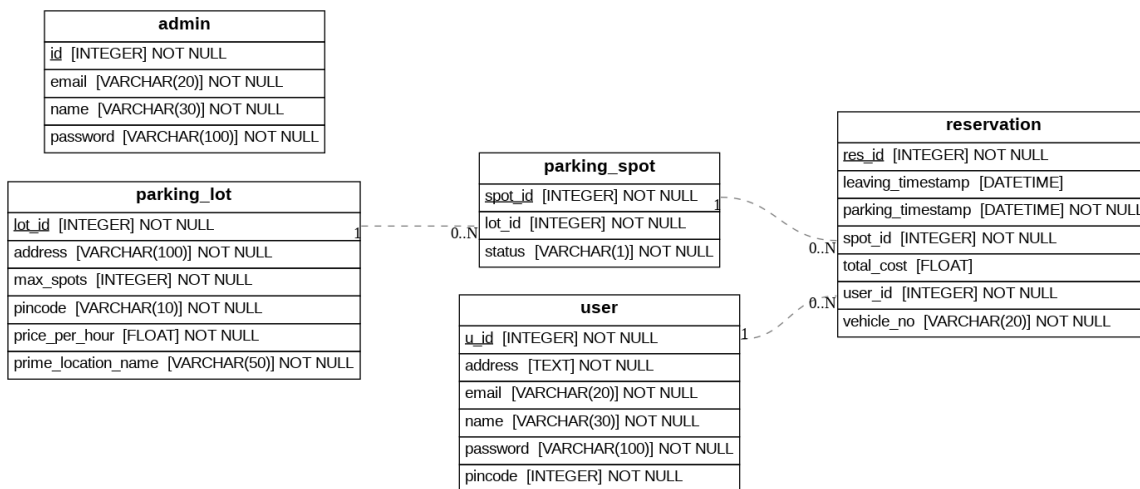 admin
id [INTEGER] NOT NULL
email [VARCHAR(20)] NOT NULL
name [VARCHAR(30)] NOT NULL
password [VARCHAR(100)] NOT NULL
parking_lot
lot_id [INTEGER] NOT NULL
address [VARCHAR(100)] NOT NULL
max_spots [INTEGER] NOT NULL
pincode [VARCHAR(10)] NOT NULL
price_per_hour [FLOAT] NOT NULL
prime_location_name [VARCHAR(50)] NOT NULL
1
0..N
parking_spot
spot_id [INTEGER] NOT NULL
lot_id [INTEGER] NOT NULL
status [VARCHAR(1)] NOT NULL
1
0..N
user
u_id [INTEGER] NOT NULL
address [TEXT] NOT NULL
email [VARCHAR(20)] NOT NULL
name [VARCHAR(30)] NOT NULL
password [VARCHAR(100)] NOT NULL
pincode [INTEGER] NOT NULL
1
0..N
reservation
res_id [INTEGER] NOT NULL
leaving_timestamp [DATETIME]
parking_timestamp [DATETIME] NOT NULL
spot_id [INTEGER] NOT NULL
total_cost [FLOAT]
user_id [INTEGER] NOT NULL
vehicle_no [VARCHAR(20)] NOT NULL